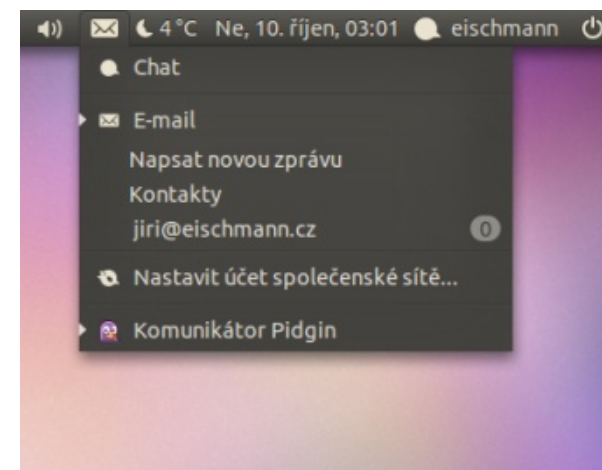 4 °C Ne, 10. říjen, 03:01 eischmann
Chat
E-mail
Napsat novou zprávu
Kontakty
jiri@eischmann.cz 0
Nastavit účet společenské sítě...
Komunikátor Pidgin